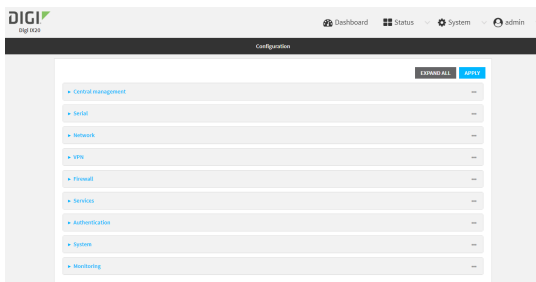 DIGI
Digi IX20
Dashboard Status System admin
Configuration
EXPAND ALL APPLY
Central management
Serial
Network
VPN
Firewall
Services
Authentication
System
Monitoring